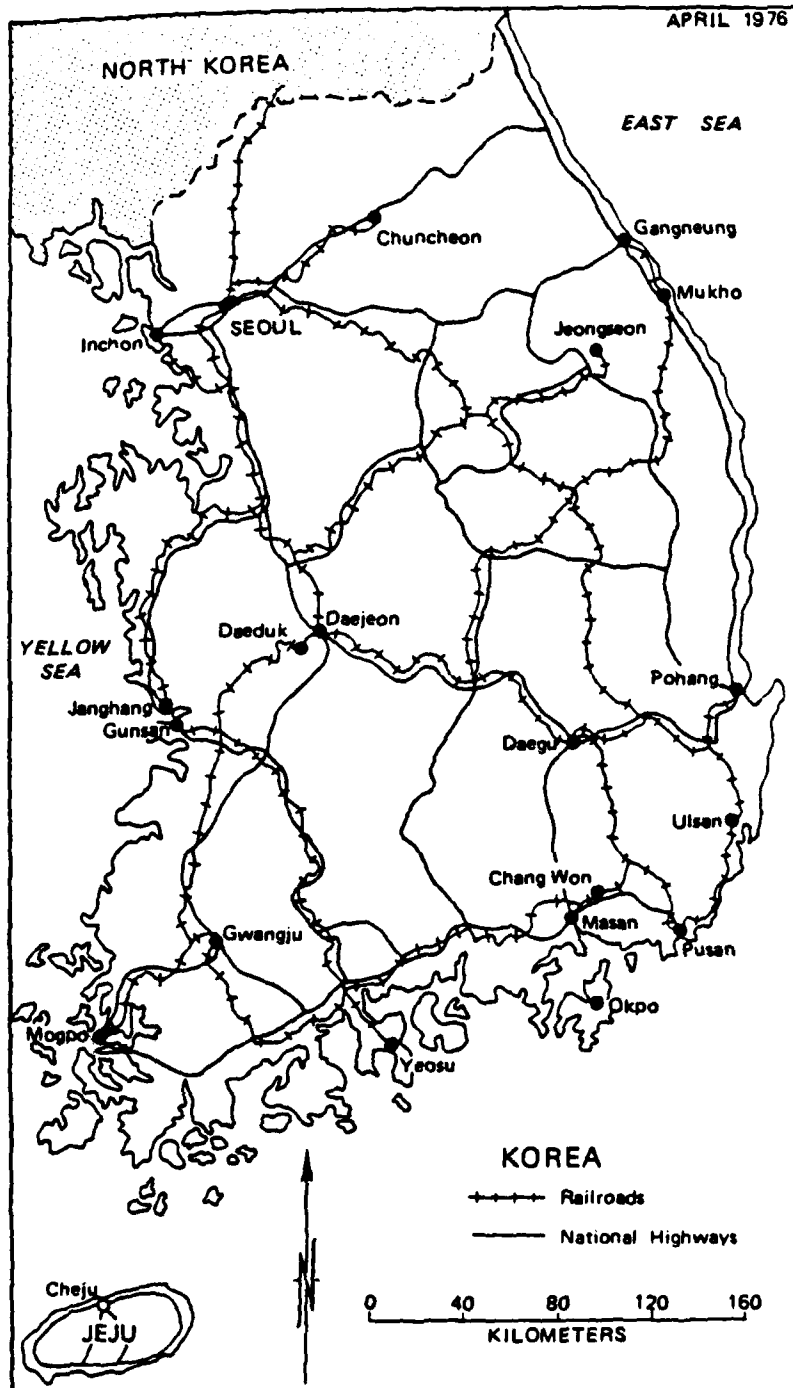 APRIL 1976
NORTH KOREA
EAST SEA
Chuncheon
Gangneung
Mukho
SEOUL
Inchon
Jeongseon
Daeduk
Daejeon
YELLOW
SEA
Pohang
Janghang
Gunsan
Daegu
Ulsan
Chang Won
Masan
Gwangju
Pusan
Okpo
Mogpo
Yeosu
KOREA
Railroads
National Highways
Cheju
JEJU
0 40 80 120 160
KILOMETERS
N